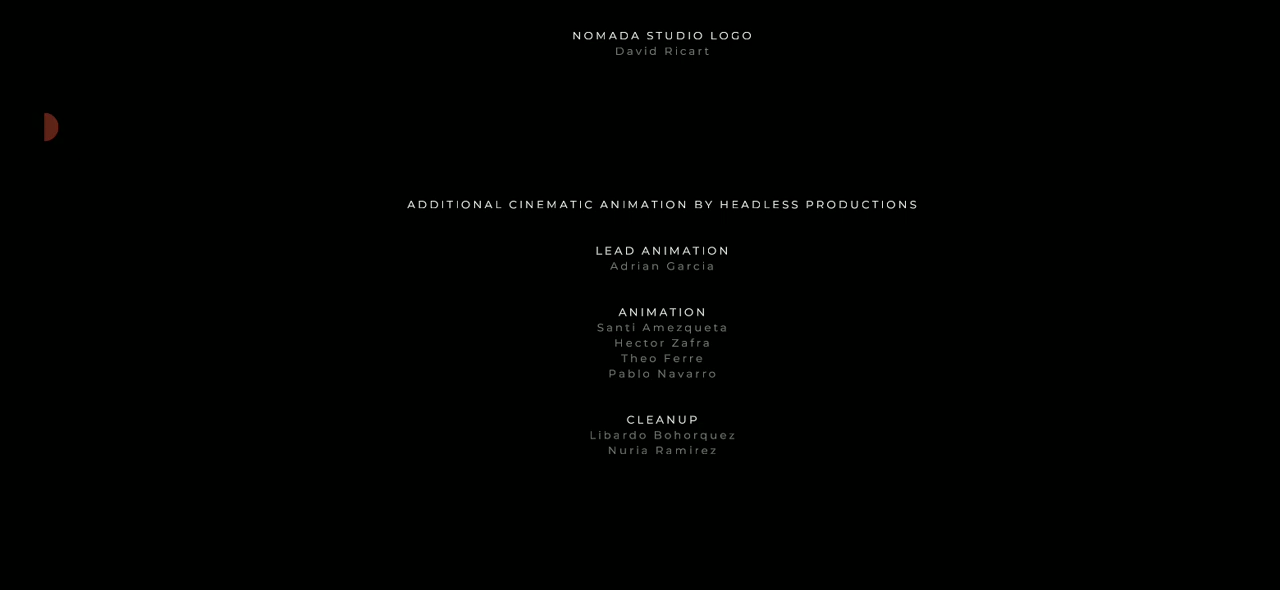 NOMADA STUDIO LOGO
David Ricart
ADDITIONAL CINEMATIC ANIMATION BY HEADLESS PRODUCTIONS
LEAD ANIMATION
Adrian Garcia
ANIMATION
Santi Amezqueta
Hector Zafra
Theo Ferre
Pablo Navarro
CLEANUP
Libardo Bohorquez
Nuria Ramirez